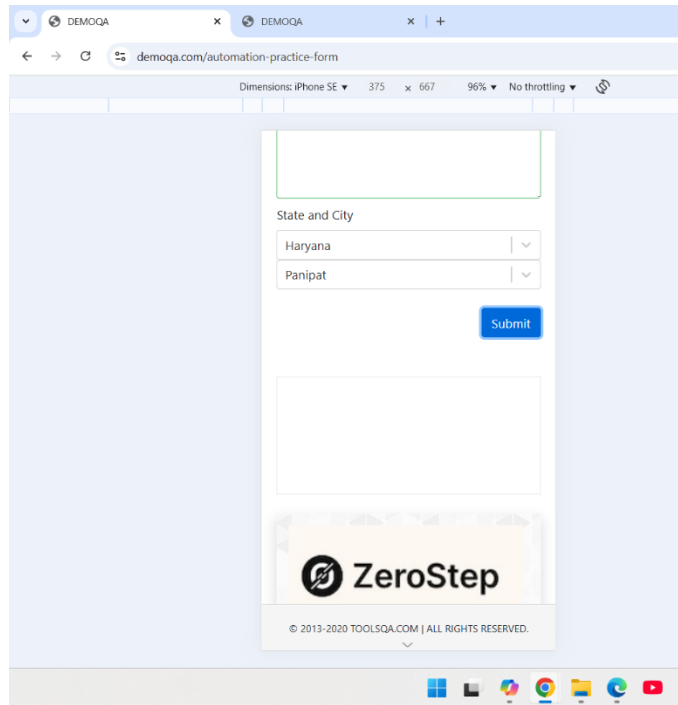 DEMOQA
DEMOQA
demoqa.com/automation-practice-form
Dimensions: iPhone SE 375 x 667 96% No throttling
State and City
Haryana
Panipat
Submit
ZeroStep
© 2013-2020 TOOLSQA.COM | ALL RIGHTS RESERVED.